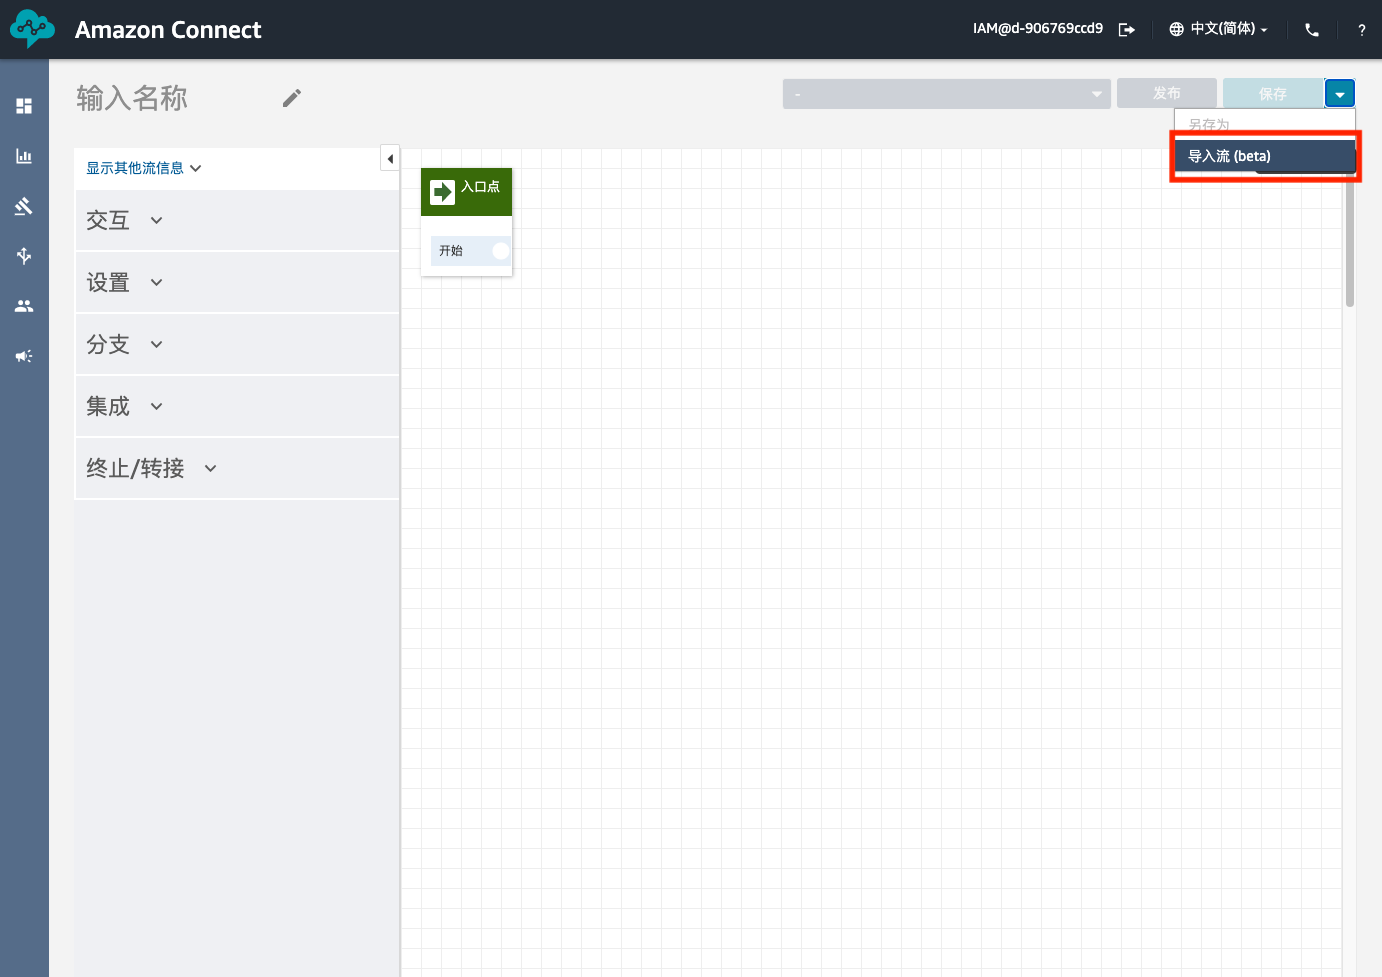 Amazon Connect
IAM@d-906769ccd9
中文(简体)
?
输入名称
-
发布
保存
另存为
导入流 (beta)
显示其他流信息
交互
设置
分支
集成
终止/转接
入口点
开始